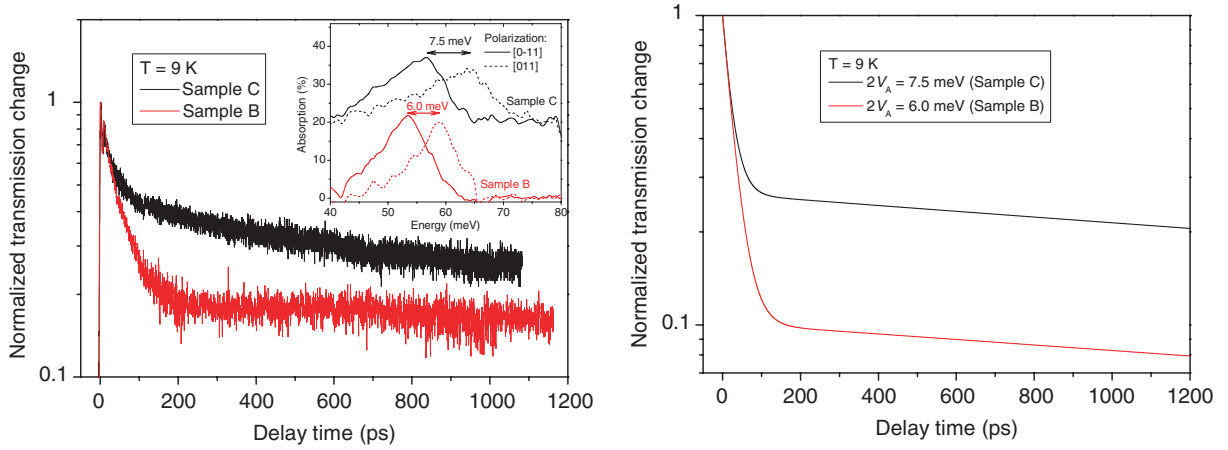 Normalized transmission change
1
0.1
T = 9 K
Sample C
Sample B
0 200 400 600 800 1000 1200
Delay time (ps)
Absorption (%)
40
30
20
10
0
7.5 meV
Polarization:
[0-11]
[011]
Sample C
6.0 meV
Sample B
40 50 60 70 80
Energy (meV)
Normalized transmission change
1
0.1
T = 9 K
2VA = 7.5 meV (Sample C)
2VA = 6.0 meV (Sample B)
0 200 400 600 800 1000 1200
Delay time (ps)